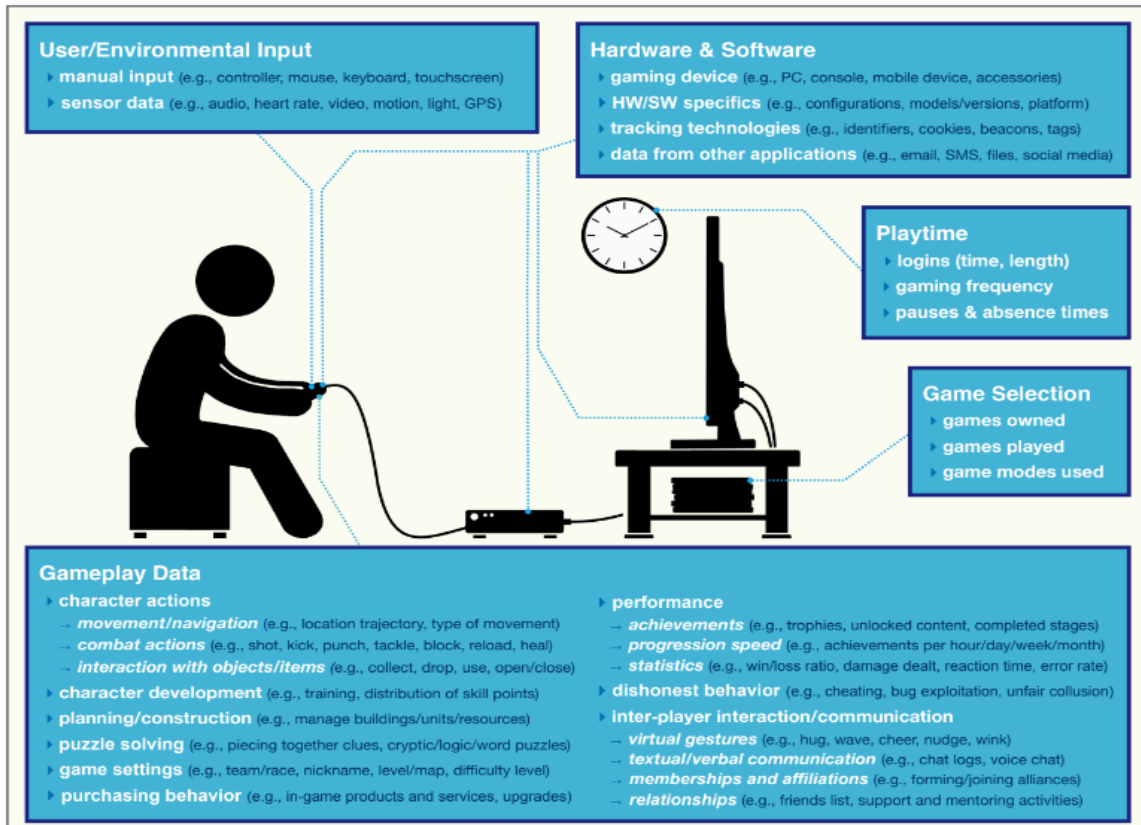 User/Environmental Input
manual input (e.g., controller, mouse, keyboard, touchscreen)
sensor data (e.g., audio, heart rate, video, motion, light, GPS)
Hardware & Software
gaming device (e.g., PC, console, mobile device, accessories)
HW/SW specifics (e.g., configurations, models/versions, platform)
tracking technologies (e.g., identifiers, cookies, beacons, tags)
data from other applications (e.g., email, SMS, files, social media)
Playtime
logins (time, length)
gaming frequency
pauses & absence times
Game Selection
games owned
games played
game modes used
Gameplay Data
character actions
→ movement/navigation (e.g., location trajectory, type of movement)
→ combat actions (e.g., shot, kick, punch, tackle, block, reload, heal)
→ interaction with objects/items (e.g., collect, drop, use, open/close)
character development (e.g., training, distribution of skill points)
planning/construction (e.g., manage buildings/units/resources)
puzzle solving (e.g., piecing together clues, cryptic/logic/word puzzles)
game settings (e.g., team/race, nickname, level/map, difficulty level)
purchasing behavior (e.g., in-game products and services, upgrades)
performance
→ achievements (e.g., trophies, unlocked content, completed stages)
→ progression speed (e.g., achievements per hour/day/week/month)
→ statistics (e.g., win/loss ratio, damage dealt, reaction time, error rate)
dishonest behavior (e.g., cheating, bug exploitation, unfair collusion)
inter-player interaction/communication
→ virtual gestures (e.g., hug, wave, cheer, nudge, wink)
→ textual/verbal communication (e.g., chat logs, voice chat)
→ memberships and affiliations (e.g., forming/joining alliances)
→ relationships (e.g., friends list, support and mentoring activities)